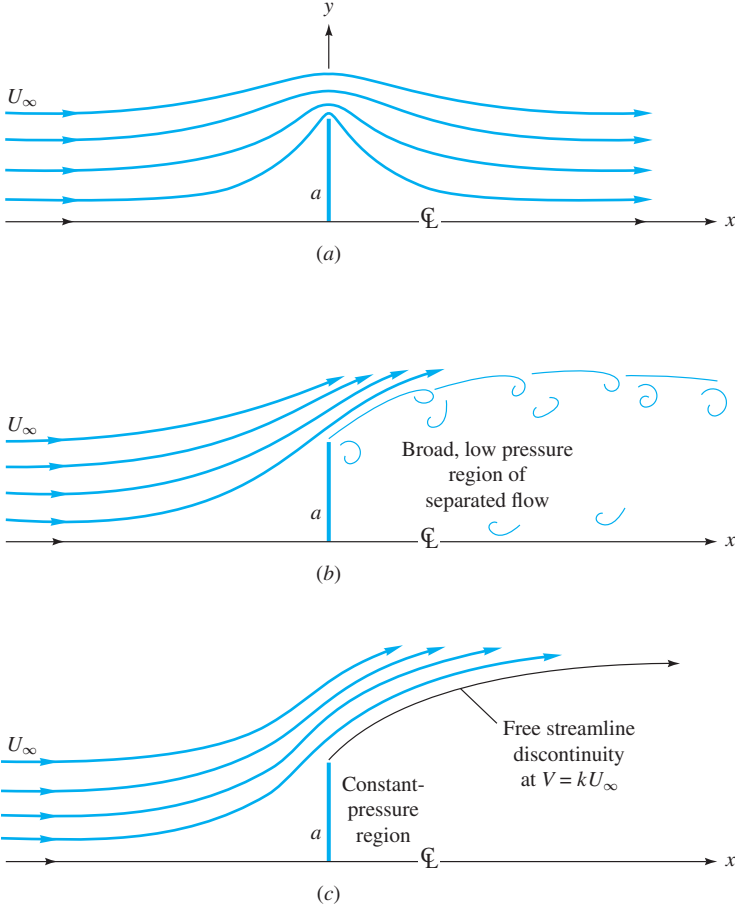 y
U∞
a
℄ x
(a)
U∞
Broad, low pressure
region of
separated flow
a
℄ x
(b)
U∞
Free streamline
discontinuity
at V = kU∞
Constant-
pressure
region
a
℄ x
(c)